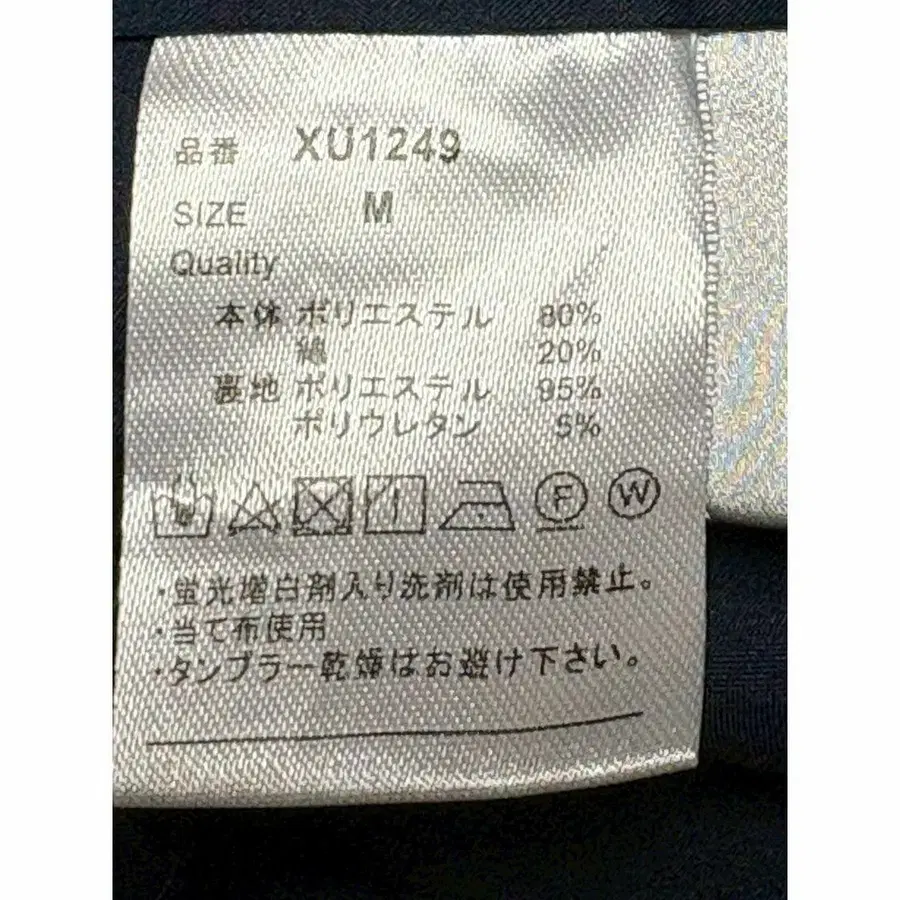 品番 XU1249
SIZE M
Quality
本体 ポリエステル 80%
綿 20%
裏地 ポリエステル 95%
ポリウレタン 5%
F W
・蛍光増白剤入り洗剤は使用禁止。
・当て布使用
・タンブラー乾燥はお避け下さい。